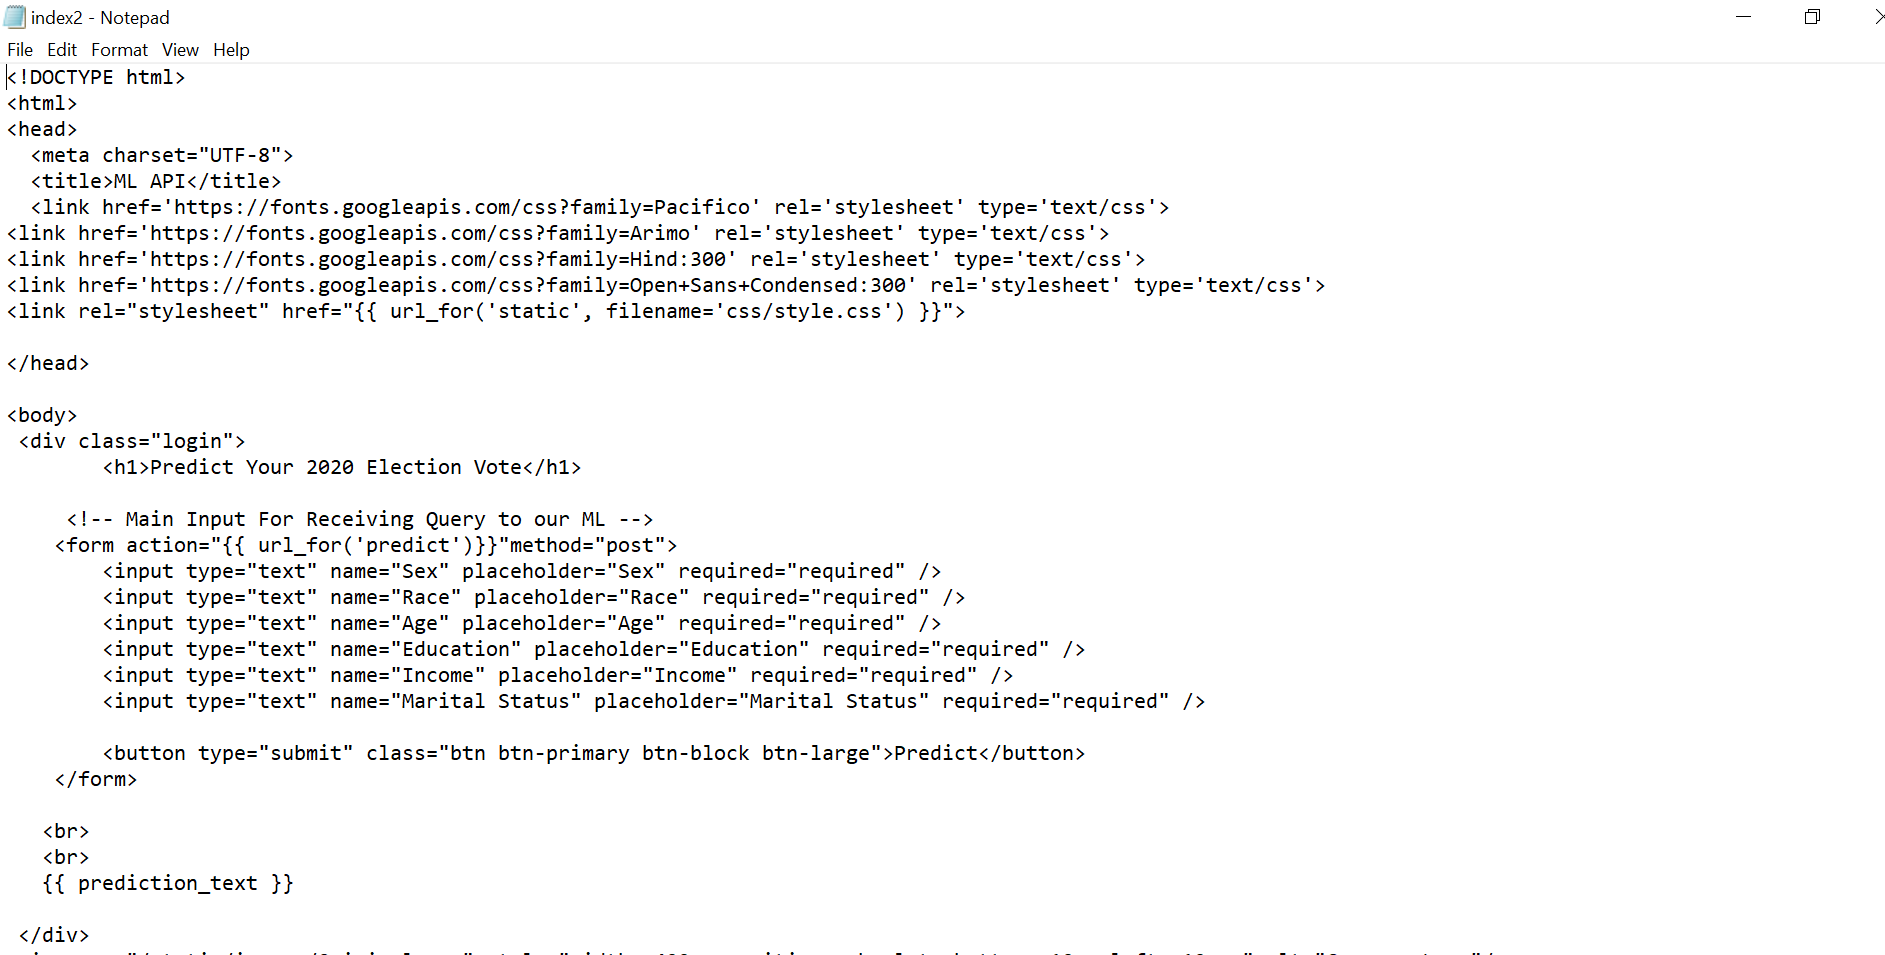 index2 - Notepad
File Edit Format View Help
<!DOCTYPE html>
<html>
<head>
  <meta charset="UTF-8">
  <title>ML API</title>
  <link href='https://fonts.googleapis.com/css?family=Pacifico' rel='stylesheet' type='text/css'>
<link href='https://fonts.googleapis.com/css?family=Arimo' rel='stylesheet' type='text/css'>
<link href='https://fonts.googleapis.com/css?family=Hind:300' rel='stylesheet' type='text/css'>
<link href='https://fonts.googleapis.com/css?family=Open+Sans+Condensed:300' rel='stylesheet' type='text/css'>
<link rel="stylesheet" href="{{ url_for('static', filename='css/style.css') }}">
</head>
<body>
 <div class="login">
        <h1>Predict Your 2020 Election Vote</h1>
     <!-- Main Input For Receiving Query to our ML -->
    <form action="{{ url_for('predict')}}"method="post">
        <input type="text" name="Sex" placeholder="Sex" required="required" />
        <input type="text" name="Race" placeholder="Race" required="required" />
        <input type="text" name="Age" placeholder="Age" required="required" />
        <input type="text" name="Education" placeholder="Education" required="required" />
        <input type="text" name="Income" placeholder="Income" required="required" />
        <input type="text" name="Marital Status" placeholder="Marital Status" required="required" />
        <button type="submit" class="btn btn-primary btn-block btn-large">Predict</button>
    </form>
   <br>
   <br>
   {{ prediction_text }}
 </div>